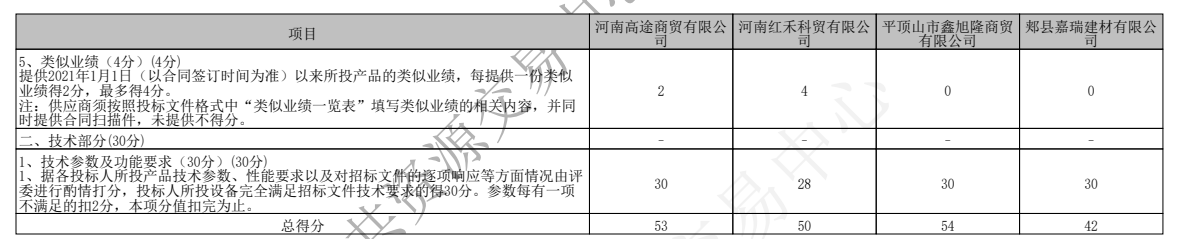 项目
河南高途商贸有限公
司
河南红禾科贸有限公
司
平顶山市鑫旭隆商贸
有限公司
郏县嘉瑞建材有限公
司
5、类似业绩（4分）(4分)
提供2021年1月1日（以合同签订时间为准）以来所投产品的类似业绩，每提供一份类似
业绩得2分，最多得4分。
注：供应商须按照投标文件格式中“类似业绩一览表”填写类似业绩的相关内容，并同
时提供合同扫描件，未提供不得分。
2
4
0
0
二、技术部分(30分)
-
-
-
-
1、技术参数及功能要求（30分）(30分)
1、据各投标人所投产品技术参数、性能要求以及对招标文件的逐项响应等方面情况由评
委进行酌情打分，投标人所投设备完全满足招标文件技术要求的得30分。参数每有一项
不满足的扣2分，本项分值扣完为止。
30
28
30
30
总得分
53
50
54
42
共资源交易中心
交易中心